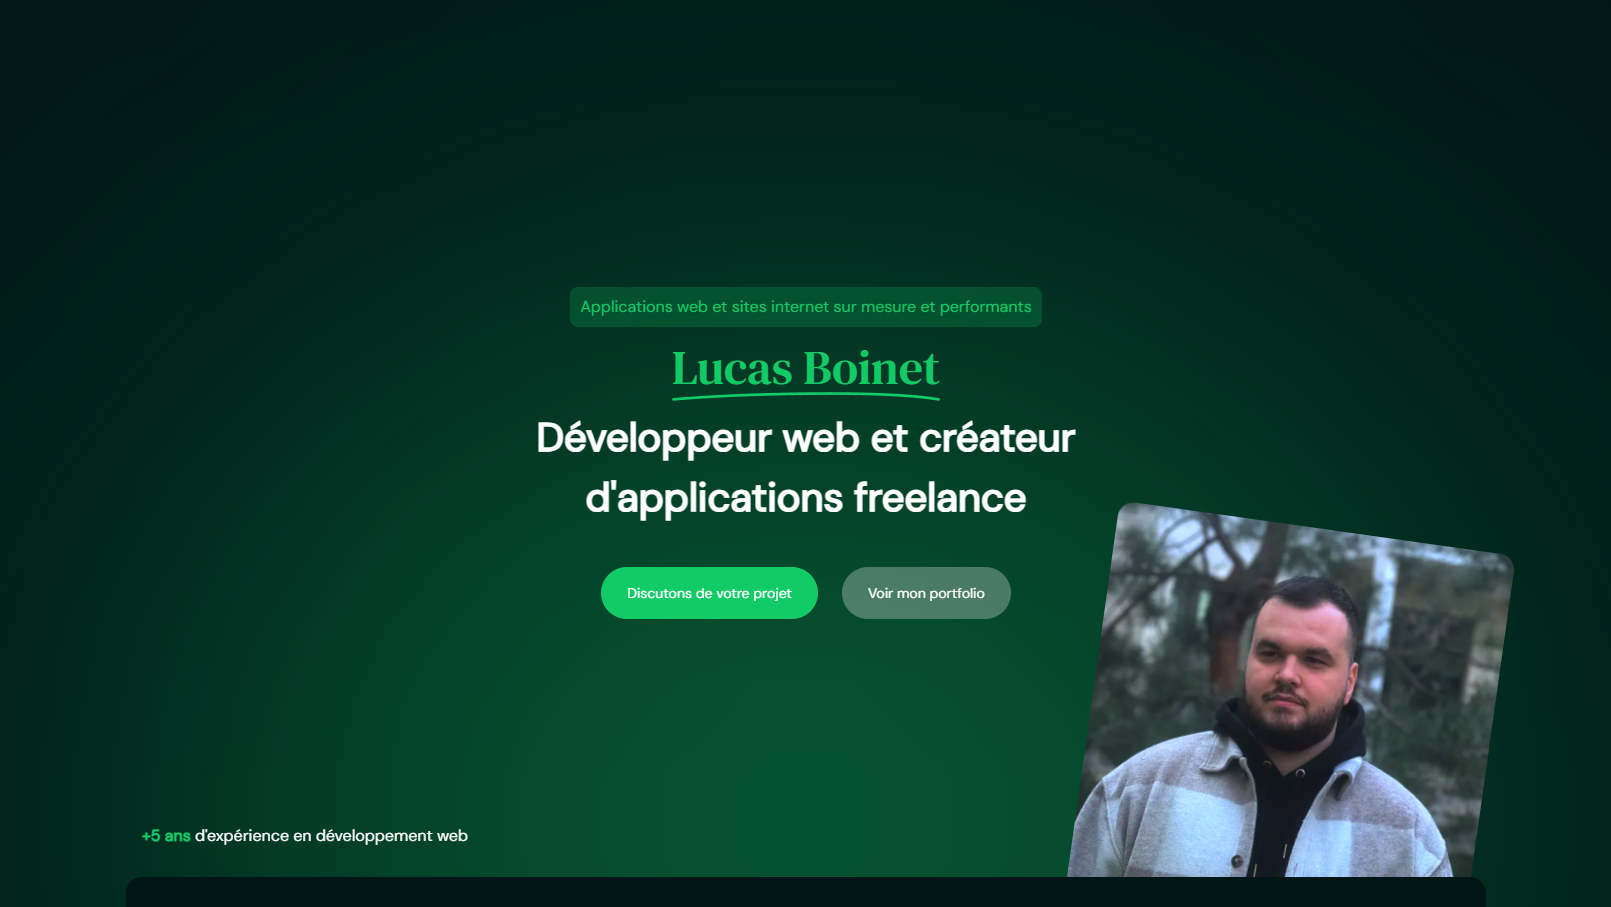 Applications web et sites internet sur mesure et performants
Lucas Boinet
Développeur web et créateur
d'applications freelance
Discutons de votre projet
Voir mon portfolio
+5 ans d'expérience en développement web